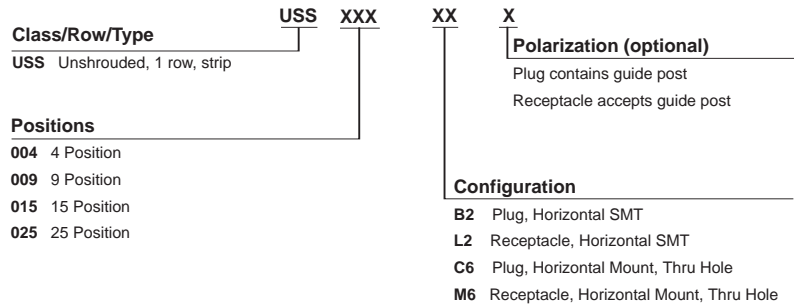 USS XXX XX X
Class/Row/Type
USS Unshrouded, 1 row, strip
Polarization (optional)
Plug contains guide post
Receptacle accepts guide post
Positions
004 4 Position
009 9 Position
015 15 Position
025 25 Position
Configuration
B2 Plug, Horizontal SMT
L2 Receptacle, Horizontal SMT
C6 Plug, Horizontal Mount, Thru Hole
M6 Receptacle, Horizontal Mount, Thru Hole